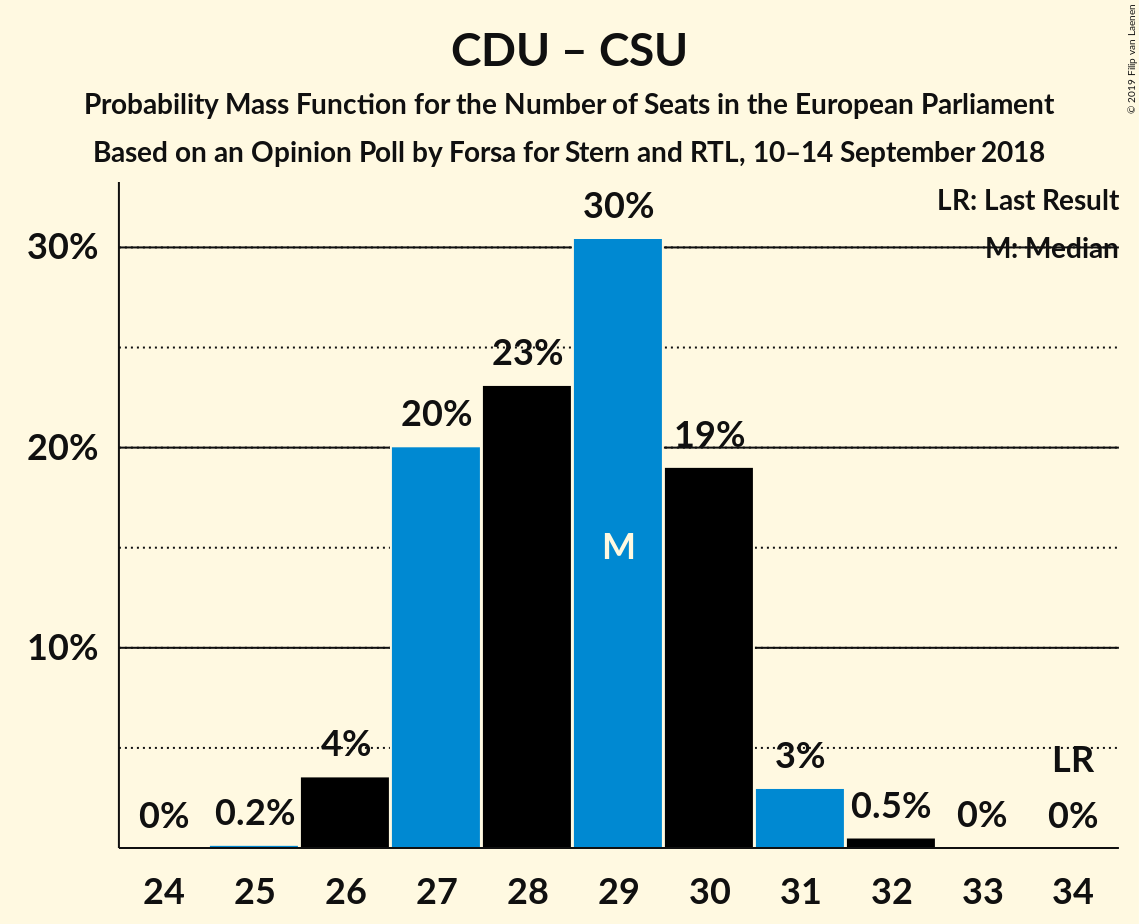 CDU – CSU
Probability Mass Function for the Number of Seats in the European Parliament
Based on an Opinion Poll by Forsa for Stern and RTL, 10–14 September 2018
© 2019 Filip van Laenen
LR: Last Result
M: Median
30%
20%
10%
0%
0.2%
4%
20%
23%
30%
M
19%
3%
0.5%
0%
LR
0%
24 25 26 27 28 29 30 31 32 33 34